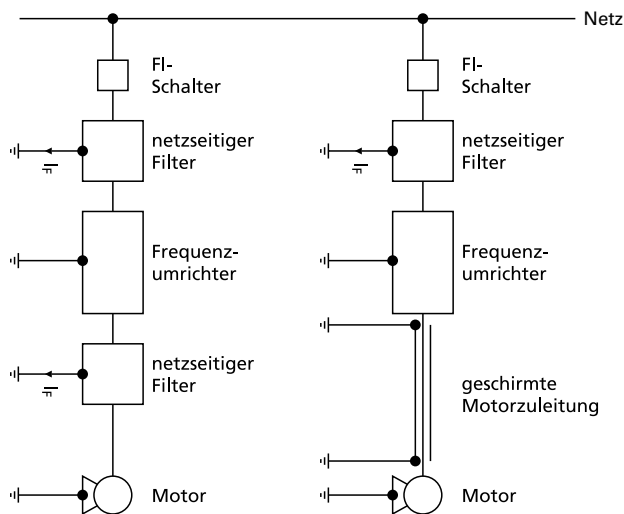 Netz
FI-
Schalter
FI-
Schalter
netzseitiger
Filter
I̲F
netzseitiger
Filter
I̲F
Frequenz-
umrichter
Frequenz-
umrichter
netzseitiger
Filter
I̲F
geschirmte
Motorzuleitung
Motor
Motor